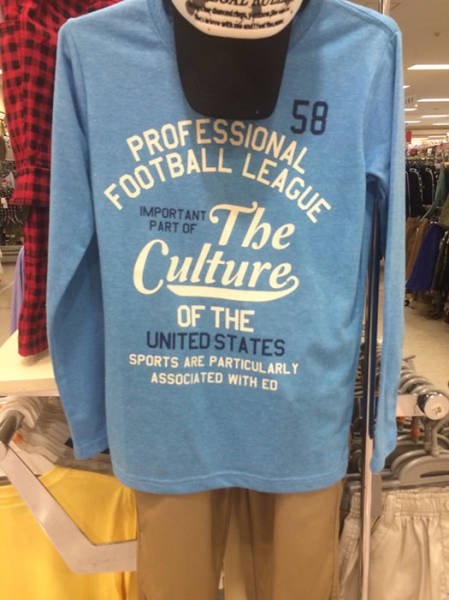 58
PROFESSIONAL
FOOTBALL LEAGUE
IMPORTANT
PART OF
The
Culture
OF THE
UNITED STATES
SPORTS ARE PARTICULARLY
ASSOCIATED WITH ED